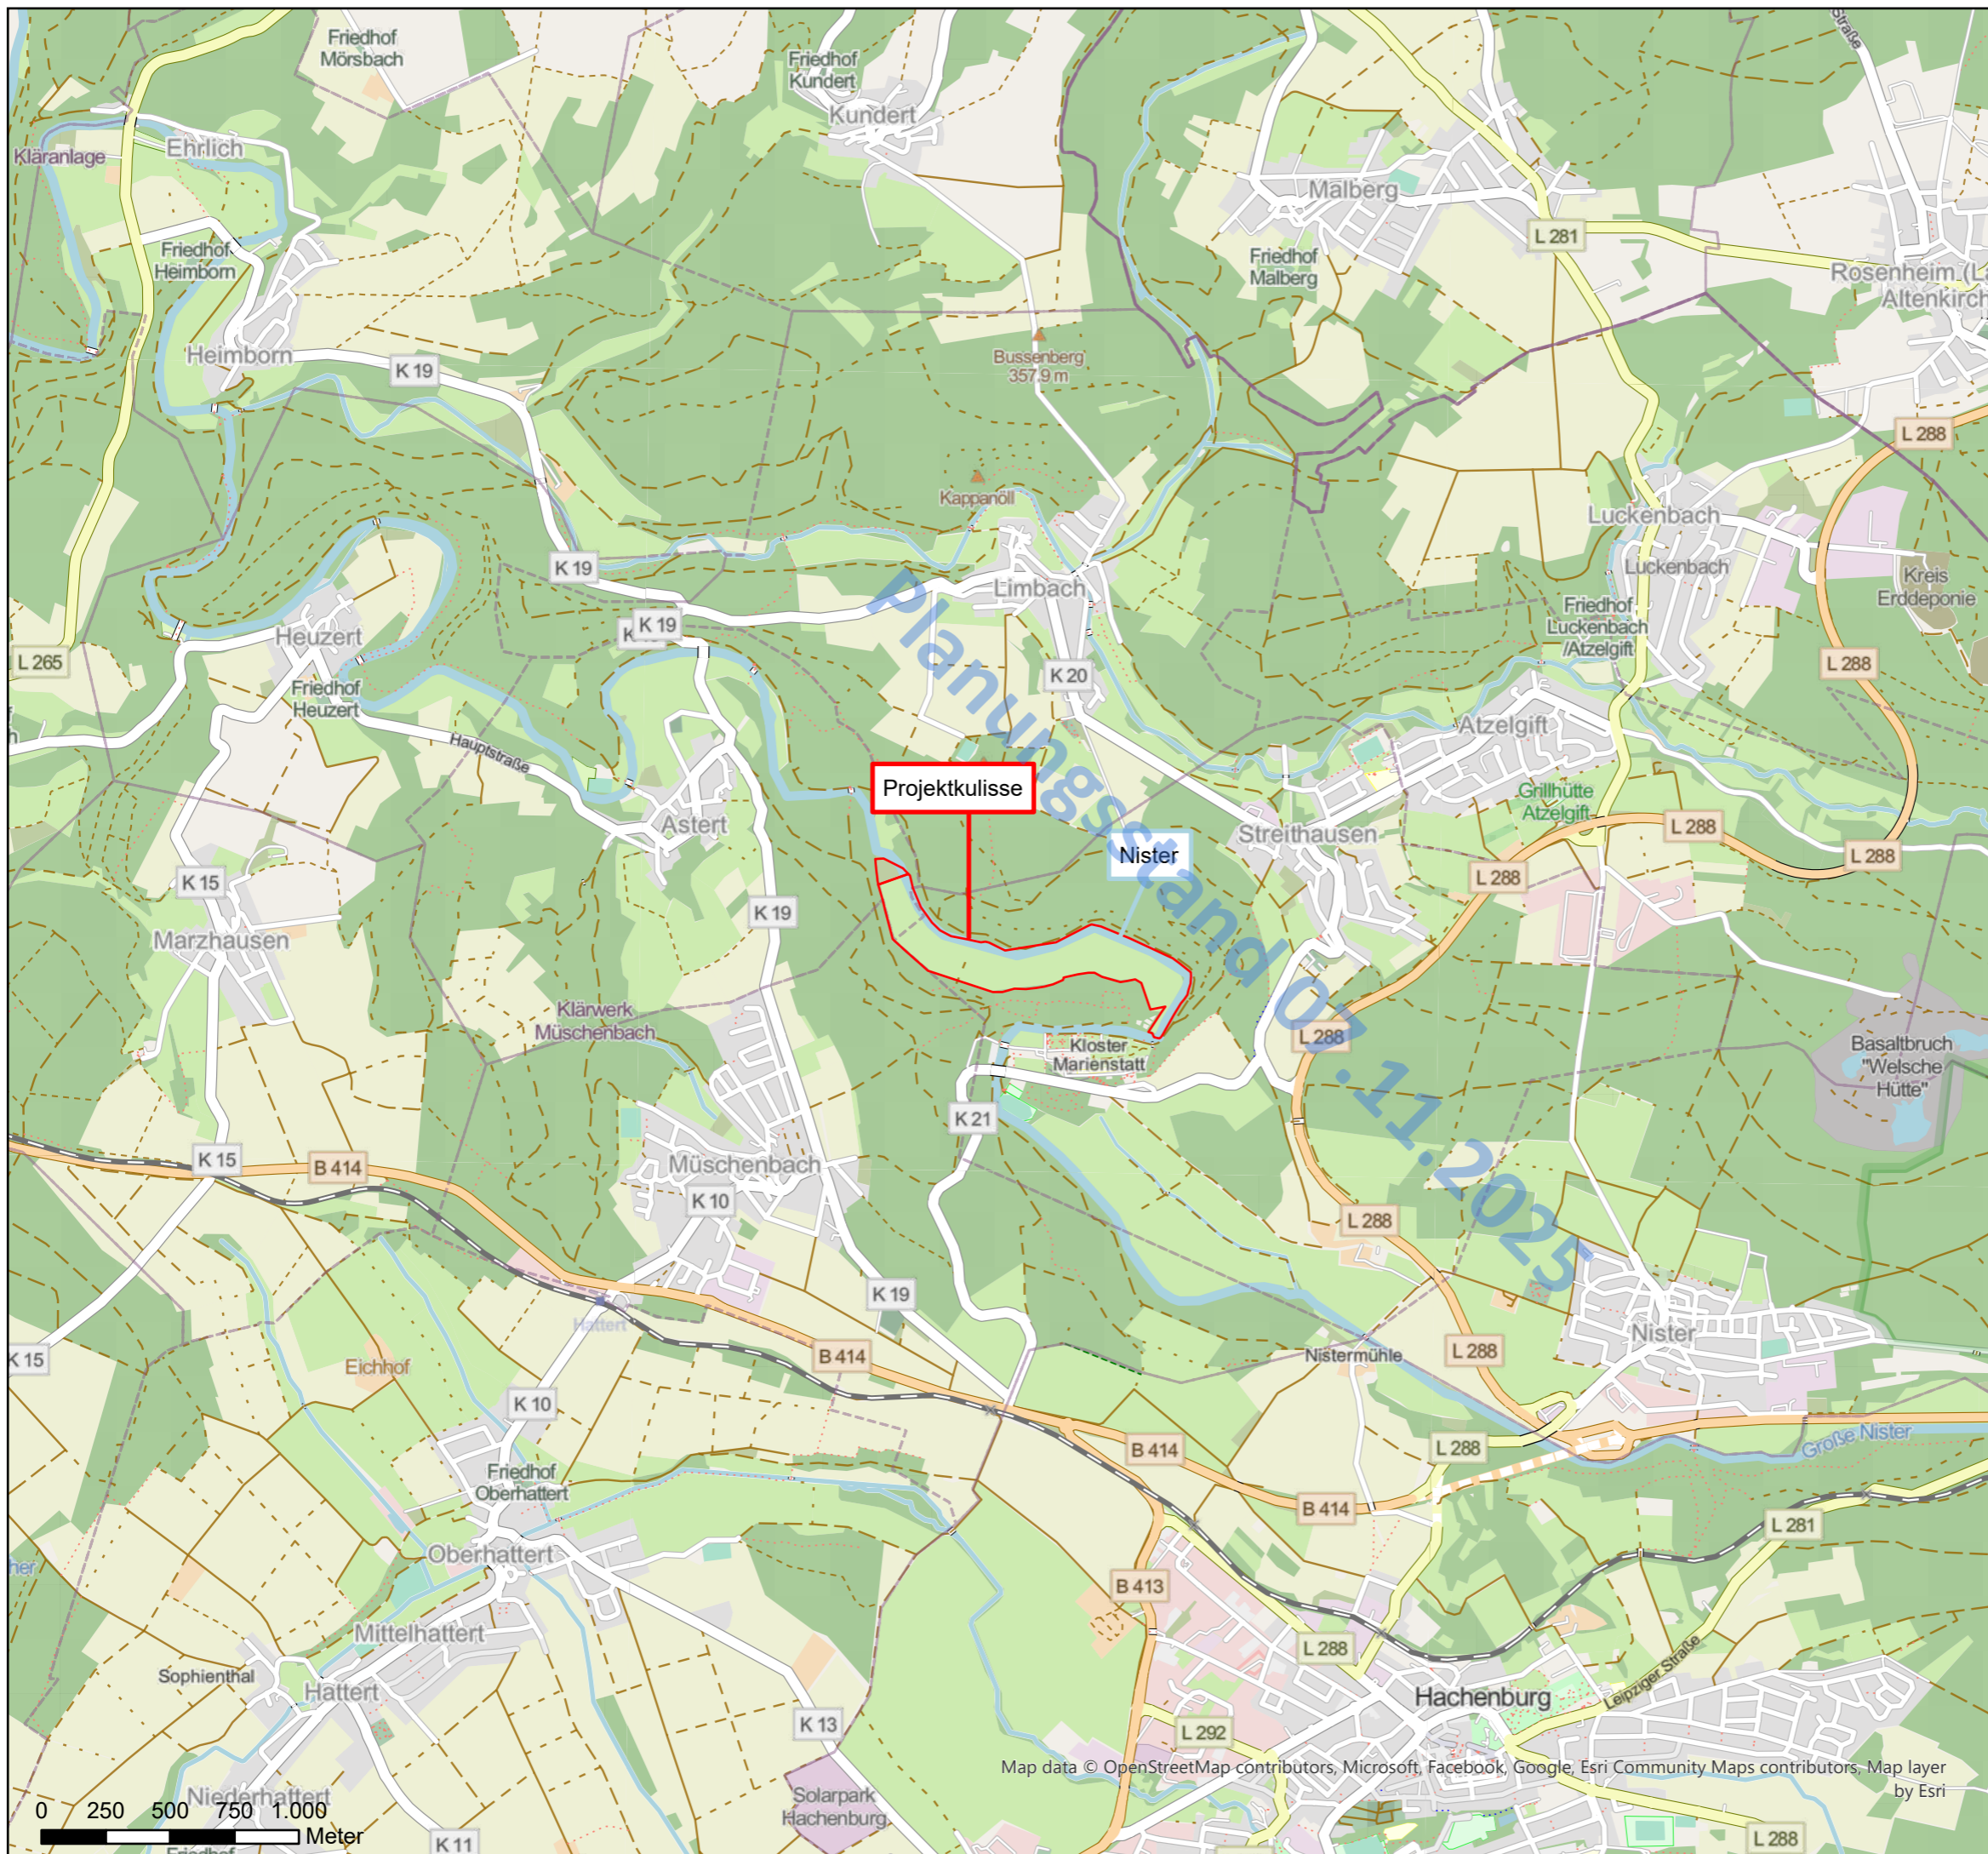 Friedhof
Mörsbach
Friedhof
Kundert
Kundert
Straße
Kläranlage
Ehrlich
Malberg
L 281
Friedhof
Heimborn
Friedhof
Malberg
Altenkirch
Heimborn
K 19
Bussenberg
357.9 m
L 288
Kappanöll
Luckenbach
K 19
Limbach
Luckenbach
Kreis
Erddeponie
Heuzert
K 19
Friedhof
Luckenbach
/Atzelgift
L 265
L 288
K 20
Friedhof
Heuzert
Hauptstraße
Atzelgift
Projektkulisse
Grillhütte
Atzelgift
Astert
Streithausen
L 288
Nister
L 288
K 15
L 288
K 19
Marzhausen
Planungsstand 07.11.2025
Klärwerk
Müschenbach
L 288
Kloster
Marienstatt
Basaltbruch
"Welsche
Hütte"
K 21
K 15
B 414
Müschenbach
K 10
L 288
K 19
Hattert
Nister
K 15
Eichhof
B 414
Nistermühle
L 288
K 10
B 414
L 288
Große Nister
Friedhof
Oberhattert
B 414
L 281
Oberhattert
B 413
Mittelhattert
L 288
Sophienthal
Hattert
Leipziger Straße
Hachenburg
K 13
L 292
Map data © OpenStreetMap contributors, Microsoft, Facebook, Google, Esri Community Maps contributors, Map layer
by Esri
Niederhattert
Solarpark
Hachenburg
0 250 500 750 1.000
Meter
K 11
L 288
Friedhof